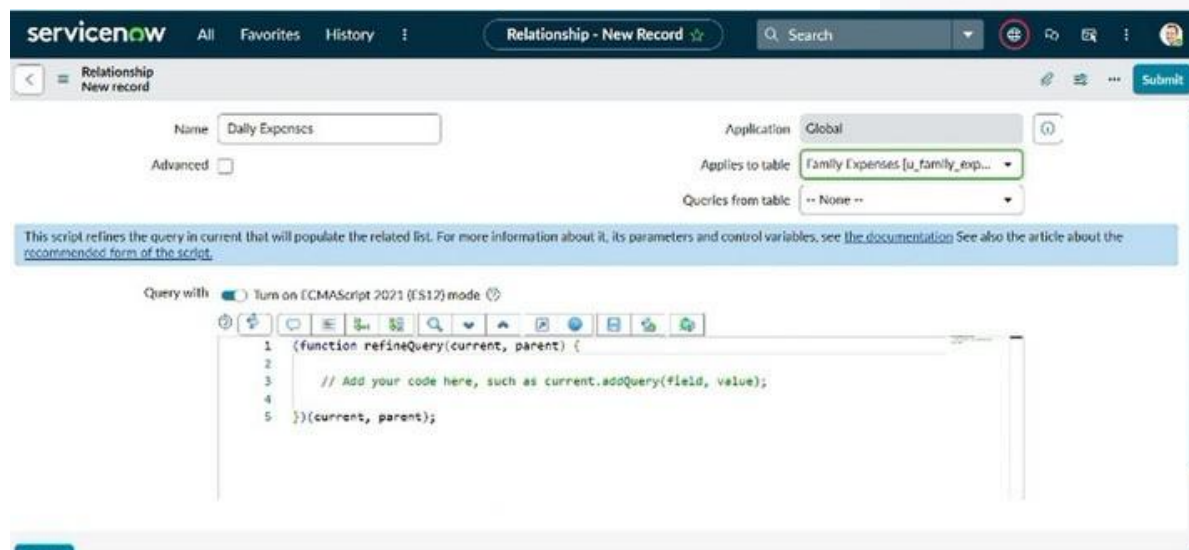 servicenow All Favorites History Relationship - New Record Search
Relationship
New record
Submit
Name Daily Expenses
Application Global
Advanced
Applies to table Family Expenses [u_family_exp...
Queries from table -- None --
This script refines the query in current that will populate the related list. For more information about it, its parameters and control variables, see the documentation See also the article about the
recommended form of the script.
Query with Turn on ECMAScript 2021 (ES12) mode
1 (function refineQuery(current, parent) {
2
3 // Add your code here, such as current.addQuery(field, value);
4
5 })(current, parent);